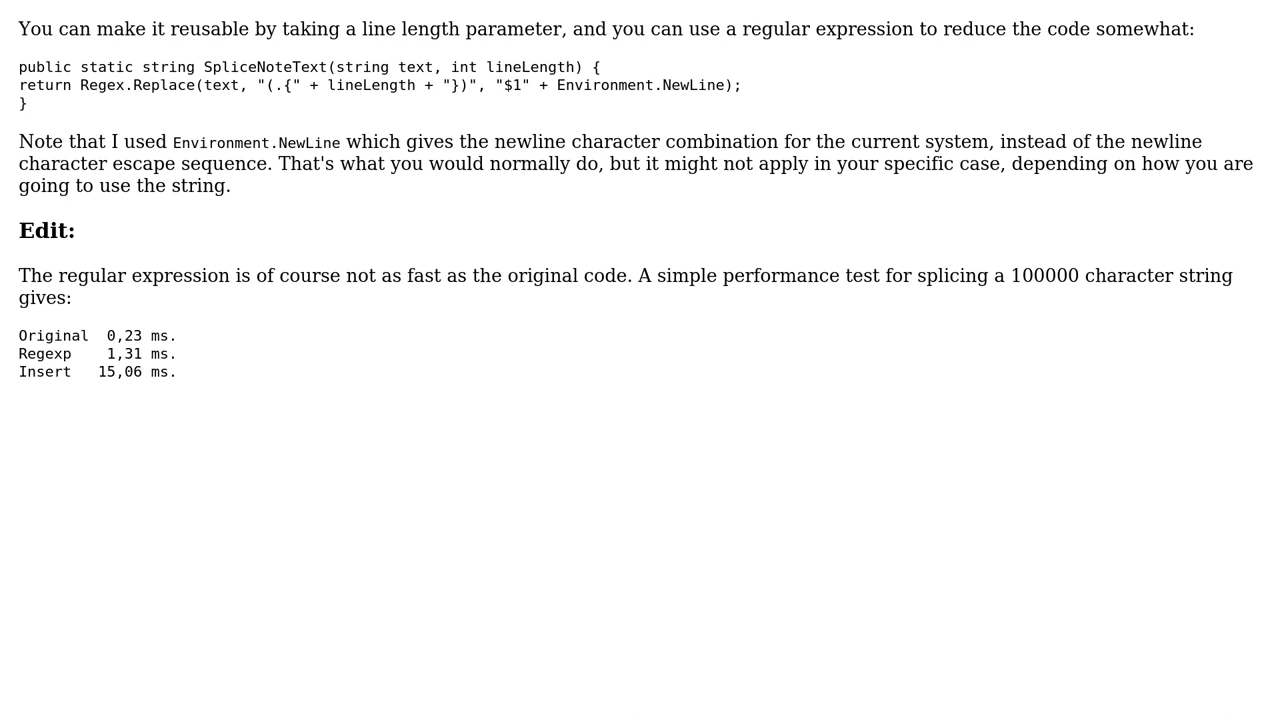 You can make it reusable by taking a line length parameter, and you can use a regular expression to reduce the code somewhat:
public static string SpliceNoteText(string text, int lineLength) {
return Regex.Replace(text, "(.{" + lineLength + "})", "$1" + Environment.NewLine);
}
Note that I used Environment.NewLine which gives the newline character combination for the current system, instead of the newline
character escape sequence. That's what you would normally do, but it might not apply in your specific case, depending on how you are
going to use the string.
Edit:
The regular expression is of course not as fast as the original code. A simple performance test for splicing a 100000 character string
gives:
Original  0,23 ms.
Regexp    1,31 ms.
Insert   15,06 ms.